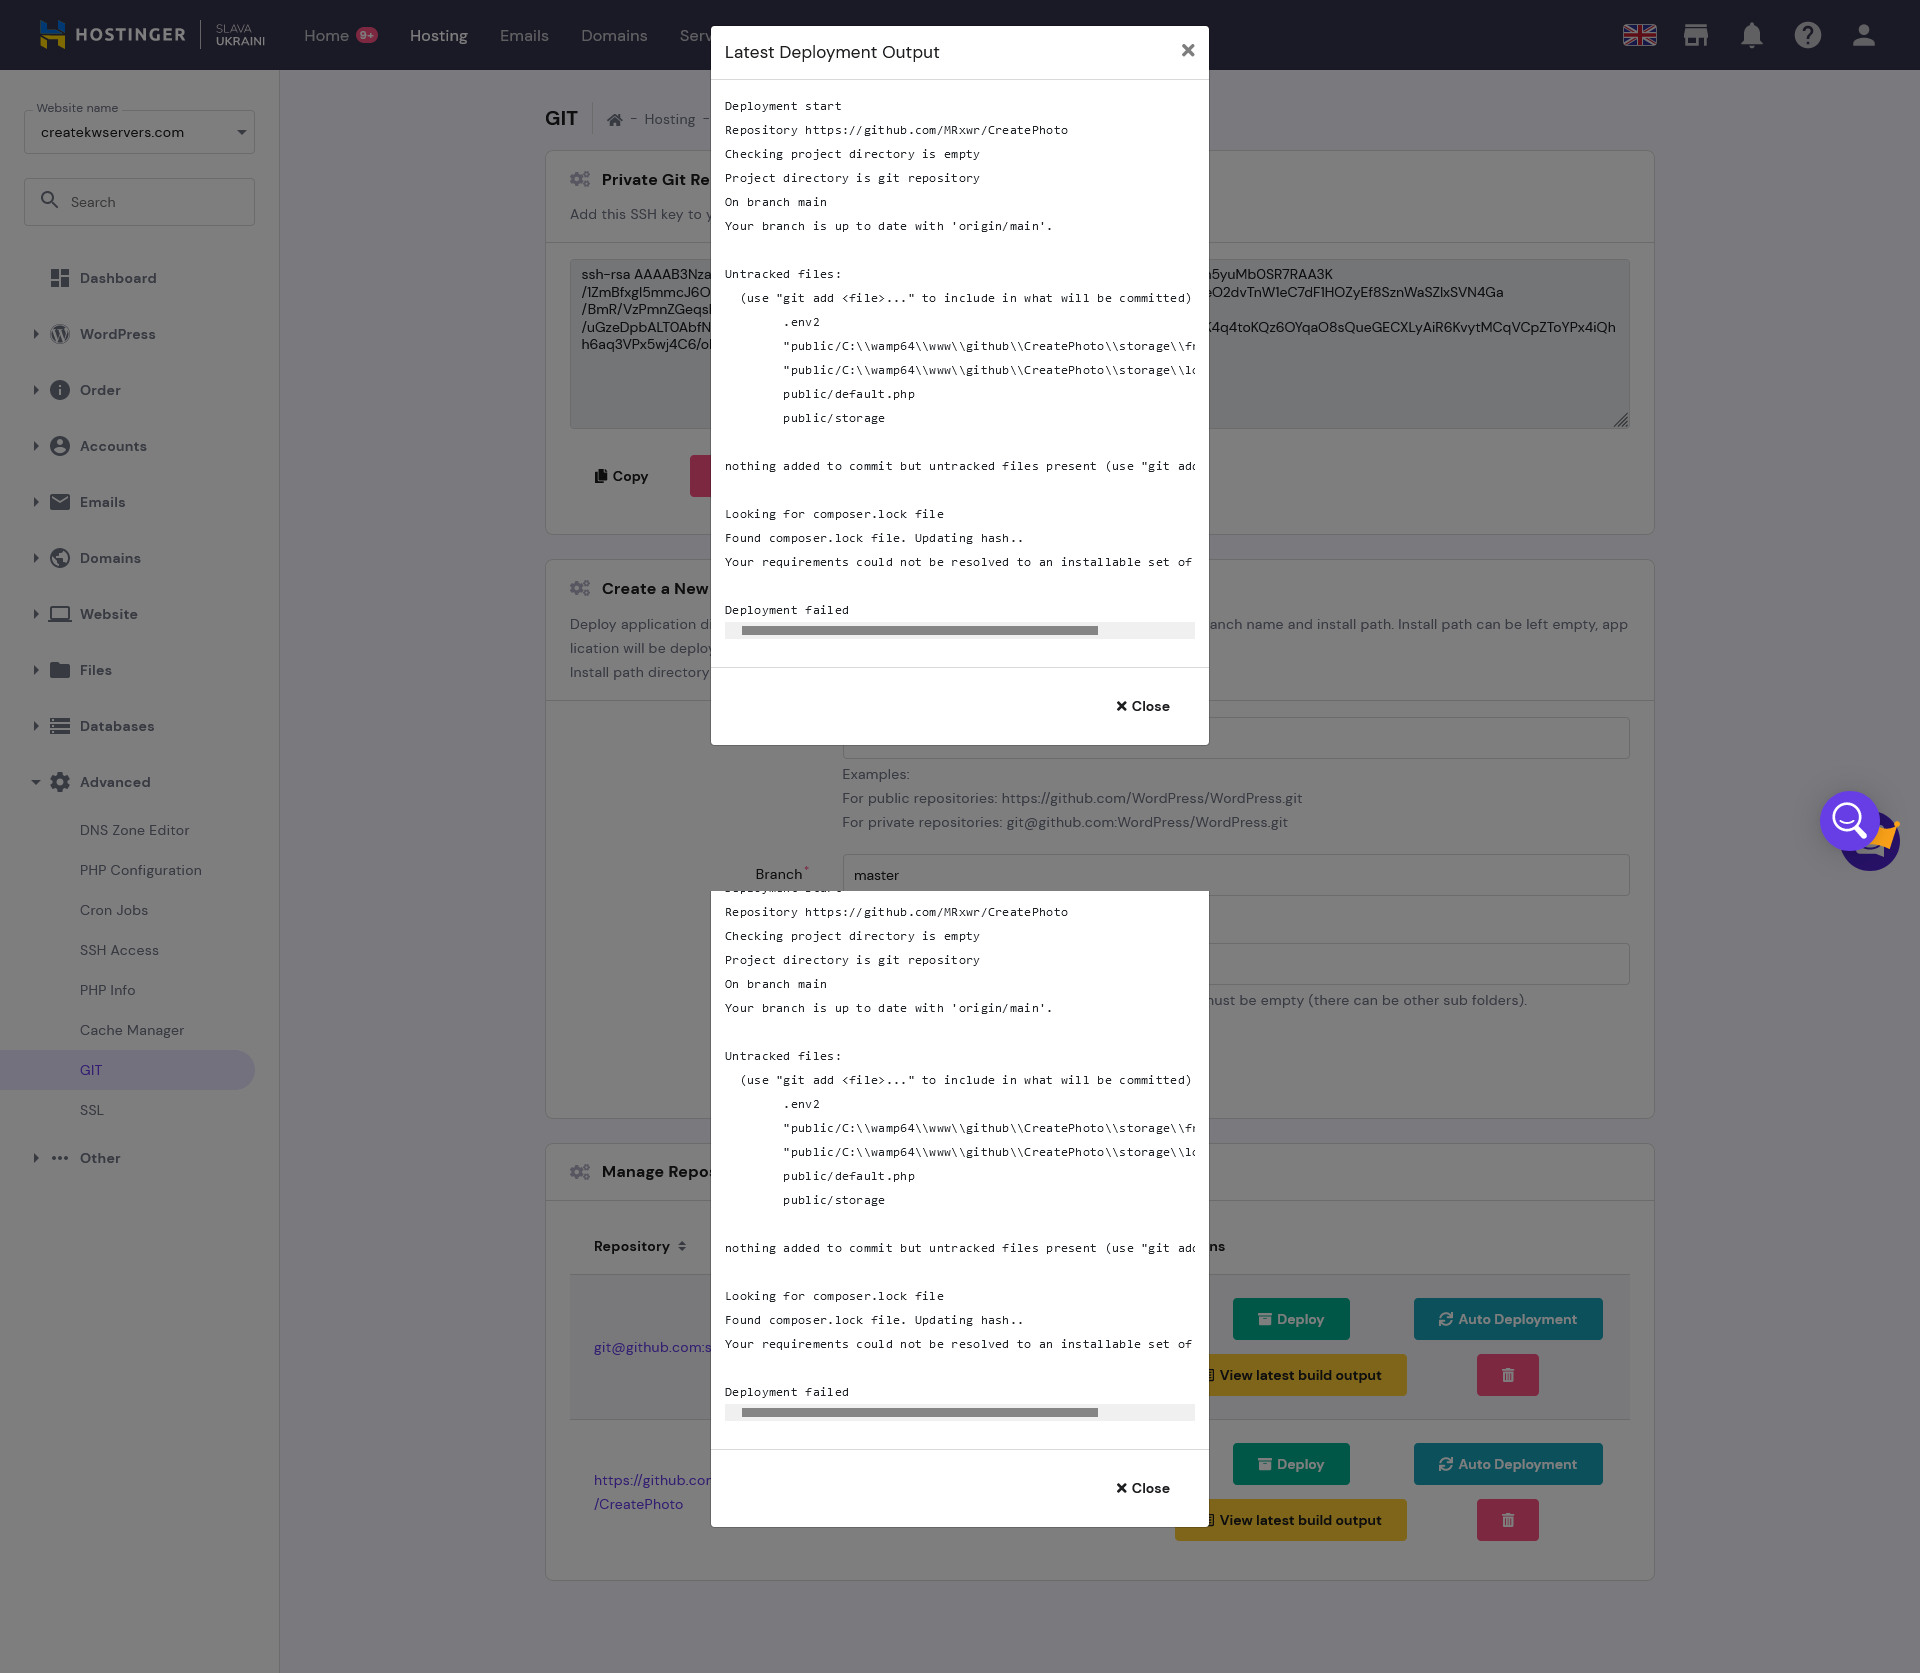 HOSTINGER
SLAVA
UKRAINI
Home 9+
Hosting
Emails
Domains
Latest Deployment Output
Website name
createkwservers.com
Search
Dashboard
WordPress
Order
Accounts
Emails
Domains
Website
Files
Databases
Advanced
DNS Zone Editor
PHP Configuration
Cron Jobs
SSH Access
PHP Info
Cache Manager
GIT
SSL
Other
GIT - Hosting -
Private Git
Add this SSH key to
ssh-rsa
Copy
Create a New
Deploy application
anch name and install path. Install path can be left empty, app
lication will be
Install path directory
Deployment start
Repository https://github.com/MRxwr/CreatePhoto
Checking project directory is empty
Project directory is git repository
On branch main
Your branch is up to date with 'origin/main'.
Untracked files:
(use "git add <file>..." to include in what will be committed)
.env2
"public/C:\\wamp64\\www\\github\\CreatePhoto\\storage\\
"public/C:\\wamp64\\www\\github\\CreatePhoto\\storage\\
public/default.php
public/storage
nothing added to commit but untracked files present (use "git add
Looking for composer.lock file
Found composer.lock file. Updating hash..
Your requirements could not be resolved to an installable set of
Deployment failed
Close
Examples:
For public repositories: https://github.com/WordPress/WordPress.git
For private repositories: git@github.com:WordPress/WordPress.git
Branch*
master
Repository https://github.com/MRxwr/CreatePhoto
Checking project directory is empty
Project directory is git repository
On branch main
Your branch is up to date with 'origin/main'.
must be empty (there can be other sub folders).
Untracked files:
(use "git add <file>..." to include in what will be committed)
.env2
"public/C:\\wamp64\\www\\github\\CreatePhoto\\storage\\
"public/C:\\wamp64\\www\\github\\CreatePhoto\\storage\\
public/default.php
public/storage
nothing added to commit but untracked files present (use "git add
Looking for composer.lock file
Found composer.lock file. Updating hash..
Your requirements could not be resolved to an installable set of
Deployment failed
Close
Manage
Repository
git@github.com:
Deploy
Auto Deployment
View latest build output
https://github.com
/CreatePhoto
Deploy
Auto Deployment
View latest build output